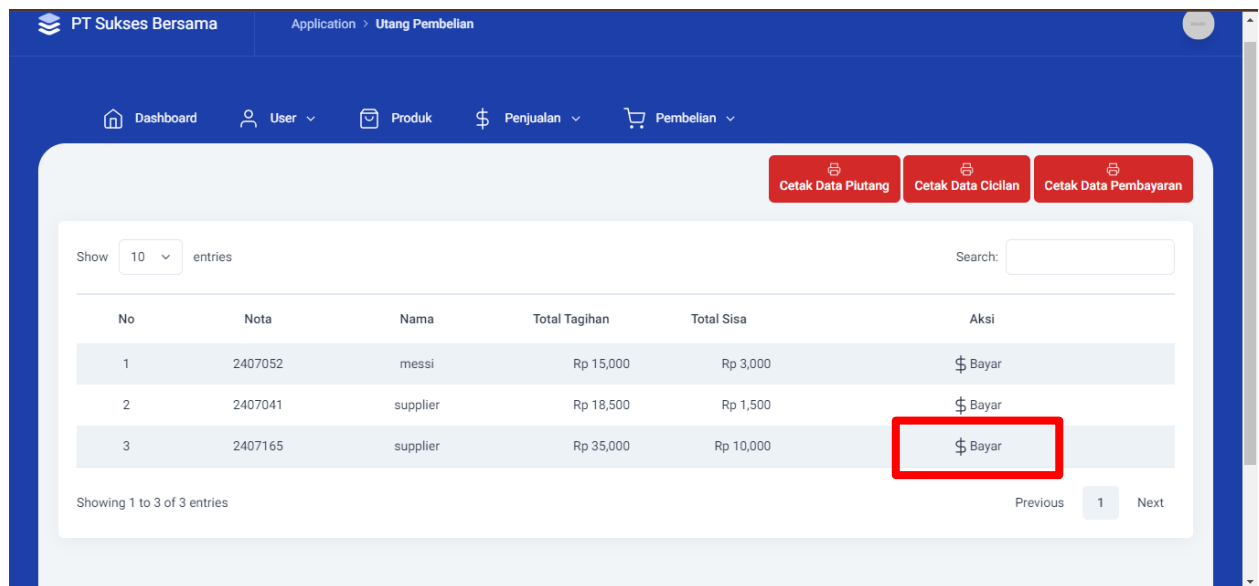 PT Sukses Bersama Application > Utang Pembelian
Dashboard User Produk $ Penjualan Pembelian
Cetak Data Piutang Cetak Data Cicilan Cetak Data Pembayaran
Show 10 entries Search:
No Nota Nama Total Tagihan Total Sisa Aksi
1 2407052 messi Rp 15,000 Rp 3,000 $ Bayar
2 2407041 supplier Rp 18,500 Rp 1,500 $ Bayar
3 2407165 supplier Rp 35,000 Rp 10,000 $ Bayar
Showing 1 to 3 of 3 entries Previous 1 Next